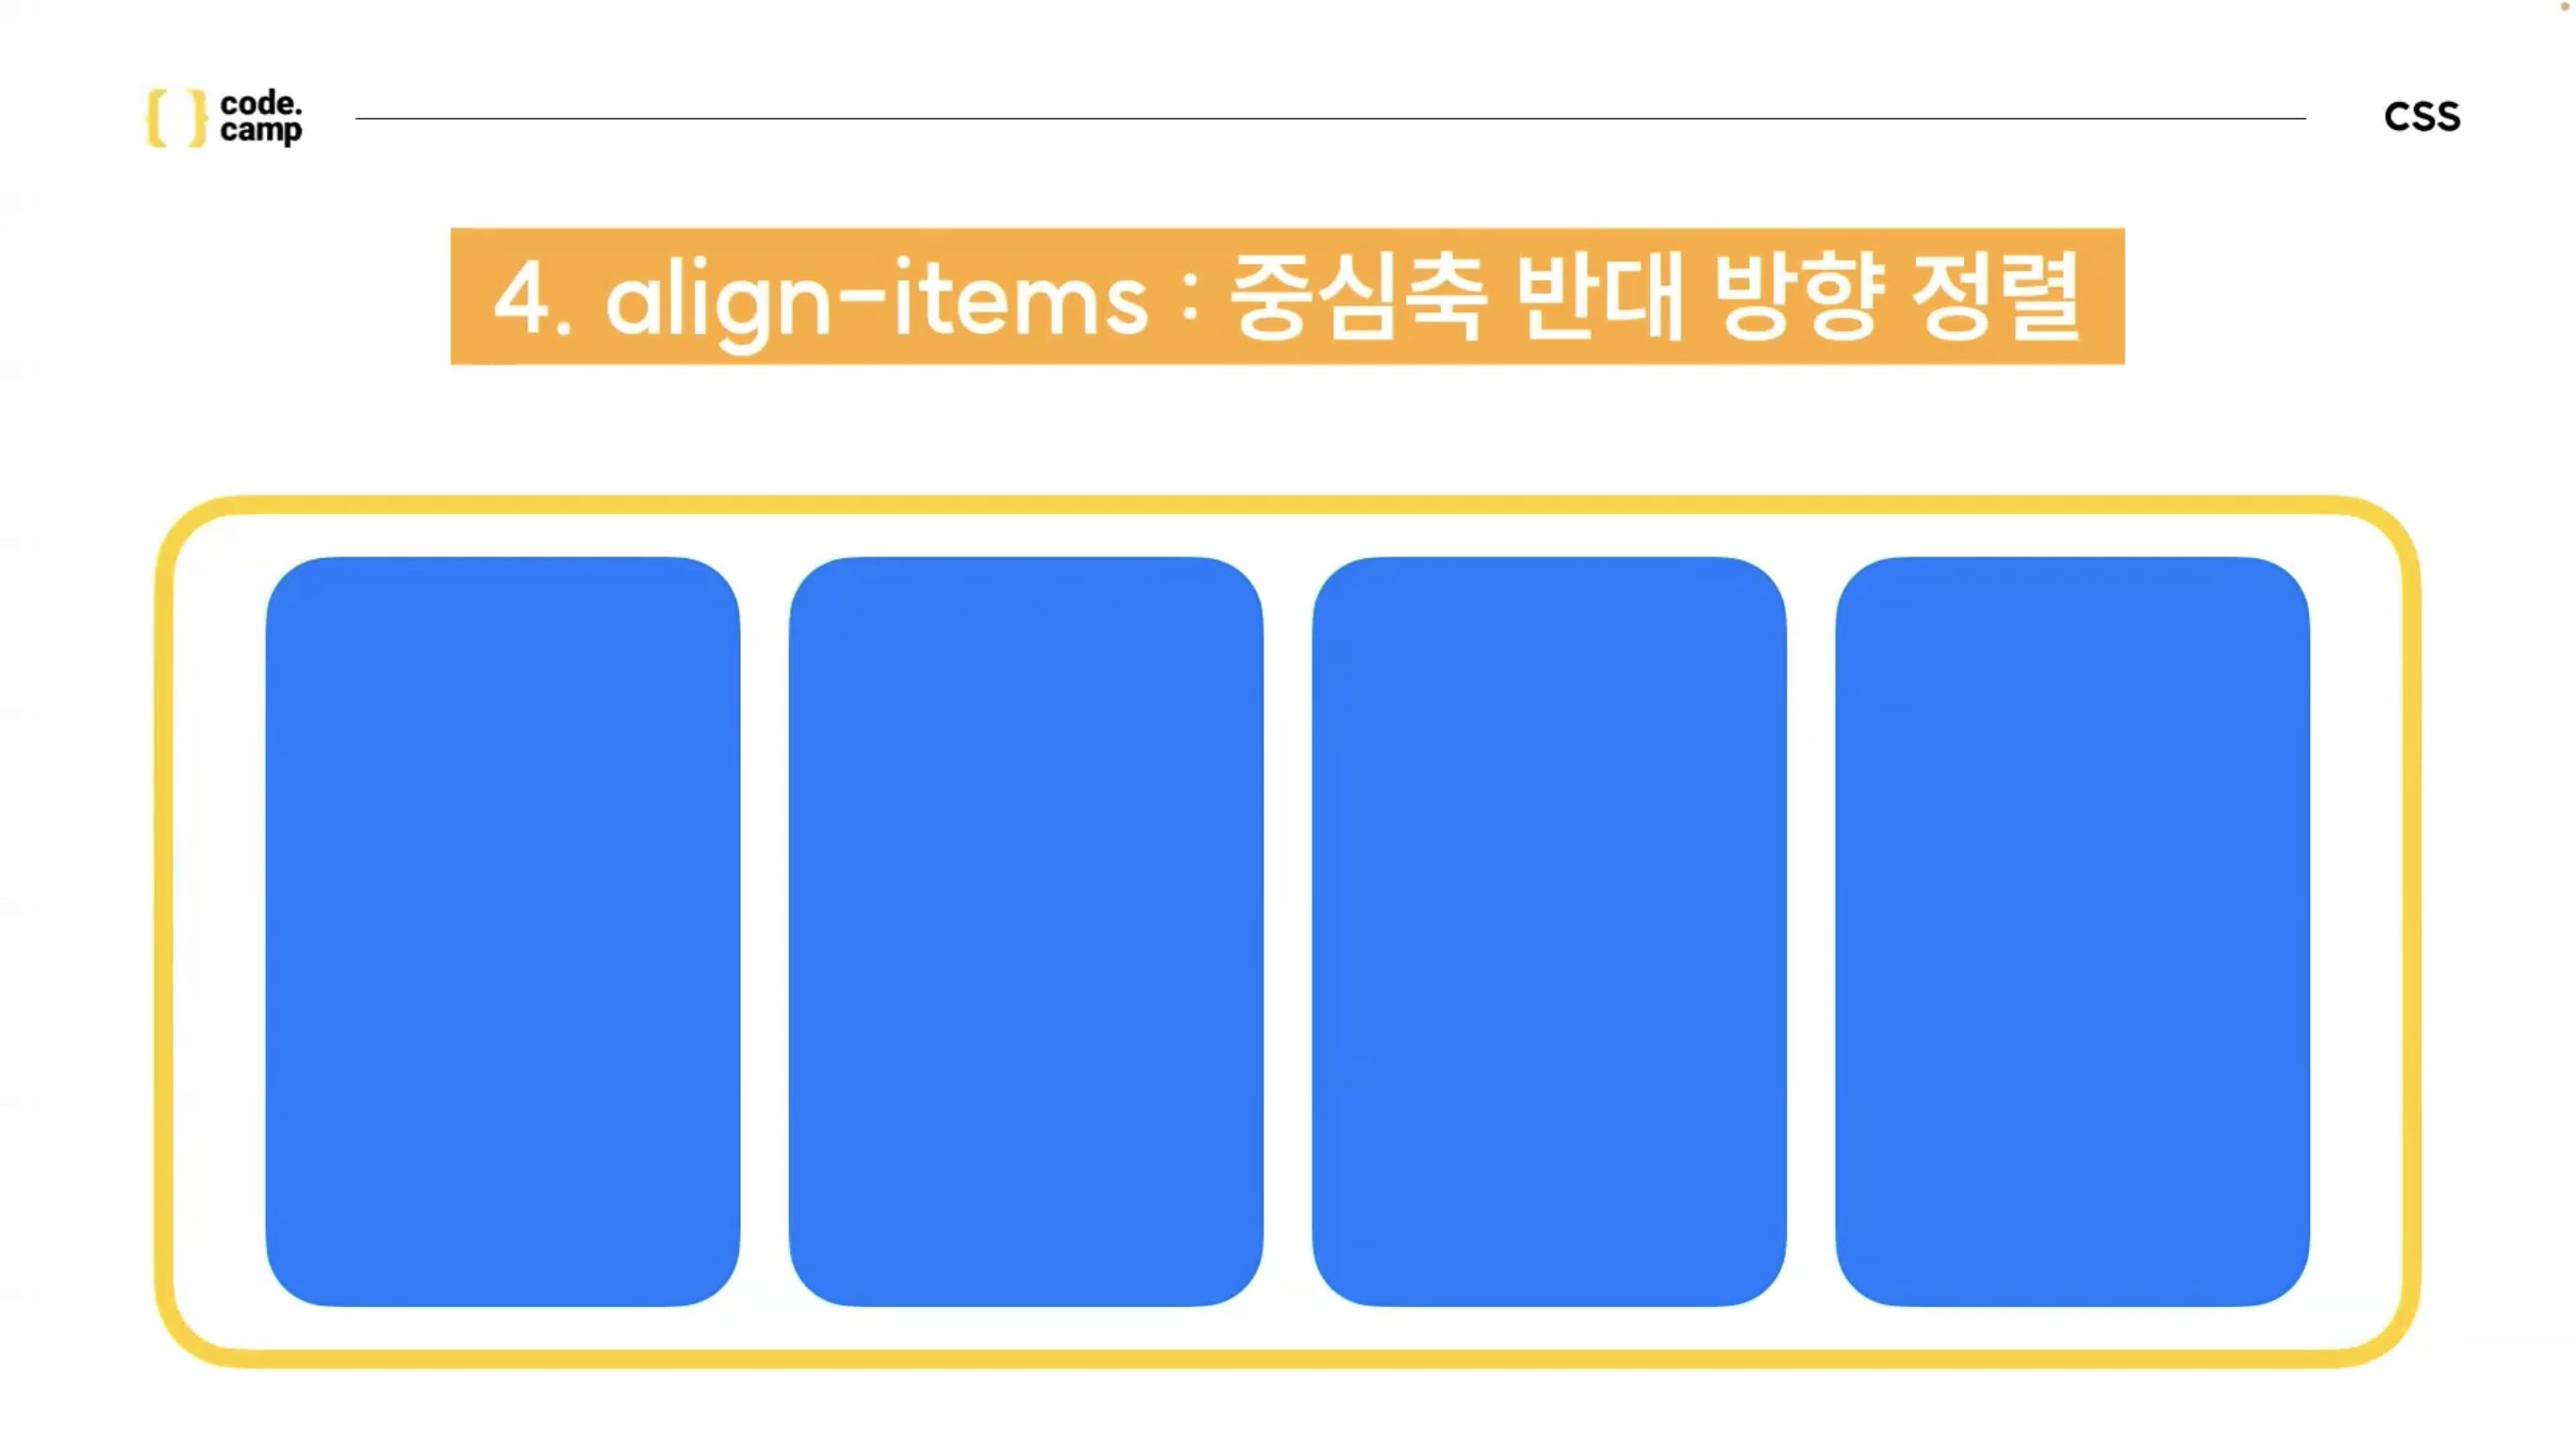 { } code.
camp
CSS
4. align-items : 중심축 반대 방향 정렬